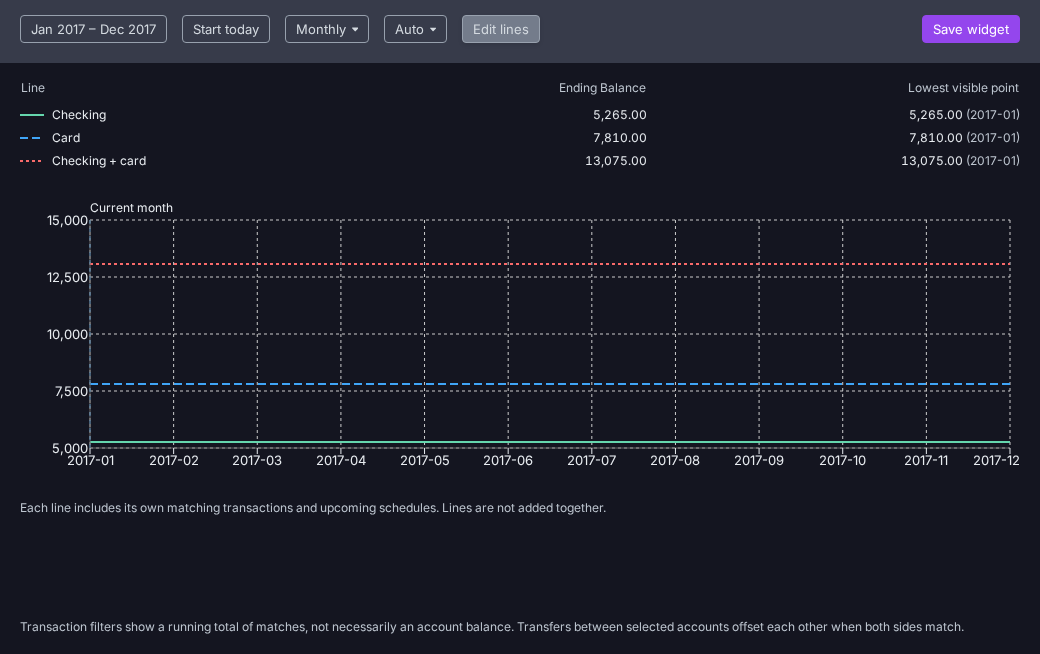 Jan 2017 – Dec 2017 Start today Monthly Auto Edit lines Save widget
Line Ending Balance Lowest visible point
Checking 5,265.00 5,265.00 (2017-01)
Card 7,810.00 7,810.00 (2017-01)
Checking + card 13,075.00 13,075.00 (2017-01)
Current month
15,000
12,500
10,000
7,500
5,000
2017-01 2017-02 2017-03 2017-04 2017-05 2017-06 2017-07 2017-08 2017-09 2017-10 2017-11 2017-12
Each line includes its own matching transactions and upcoming schedules. Lines are not added together.
Transaction filters show a running total of matches, not necessarily an account balance. Transfers between selected accounts offset each other when both sides match.